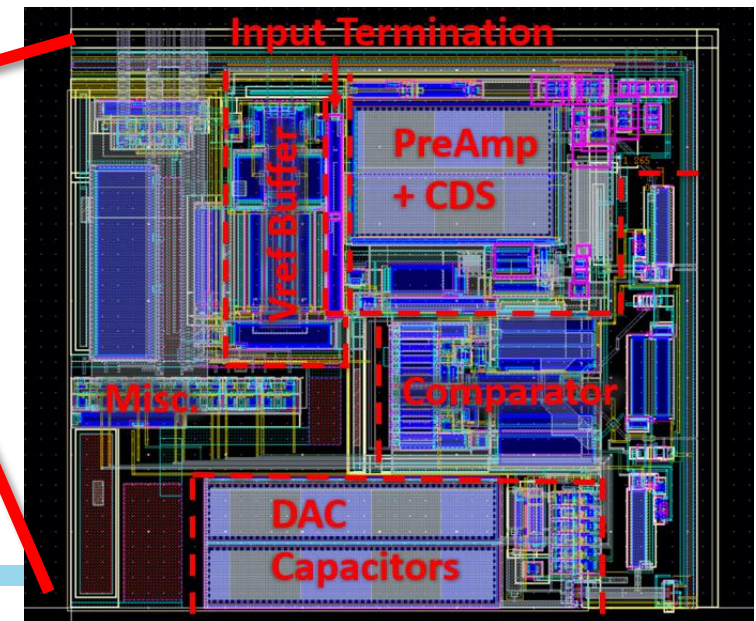 Input Termination
PreAmp
+ CDS
Vref Buffer
Misc.
Comparator
DAC
Capacitors